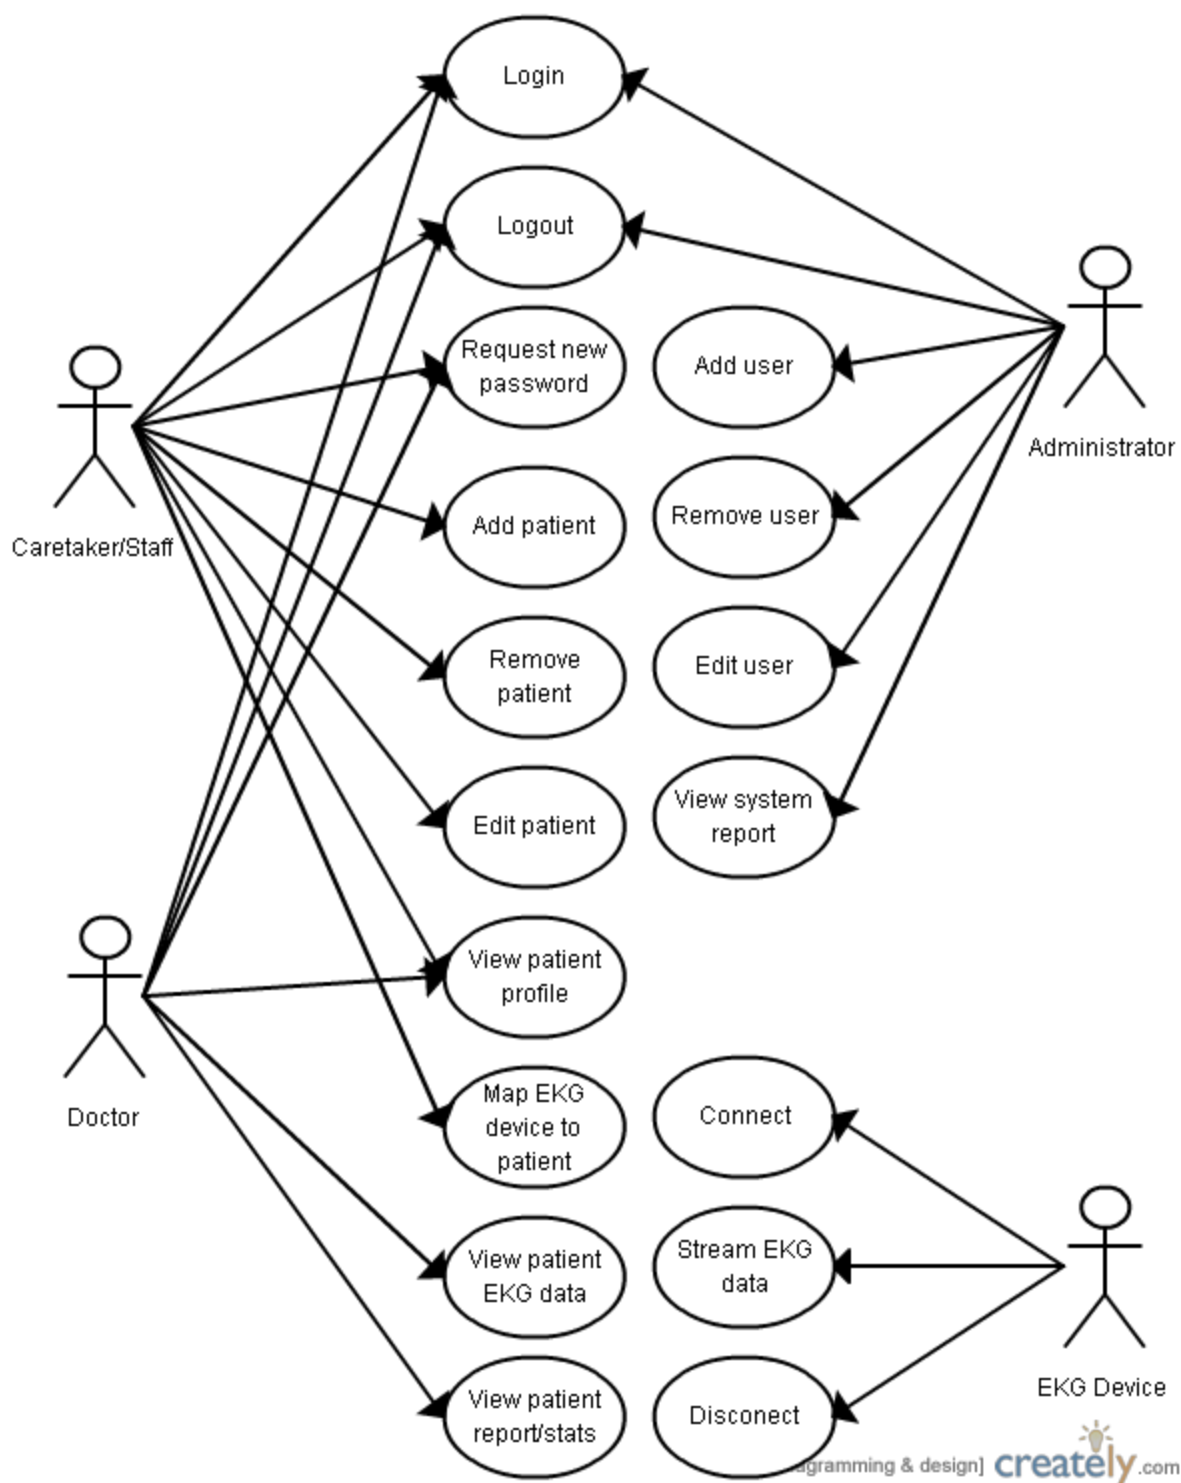 Login
Logout
Request new
password
Add user
Administrator
Caretaker/Staff
Add patient
Remove user
Remove
patient
Edit user
Edit patient
View system
report
View patient
profile
Doctor
Map EKG
device to
patient
Connect
View patient
EKG data
Stream EKG
data
EKG Device
View patient
report/stats
Disconect
agramming & design] creately.com